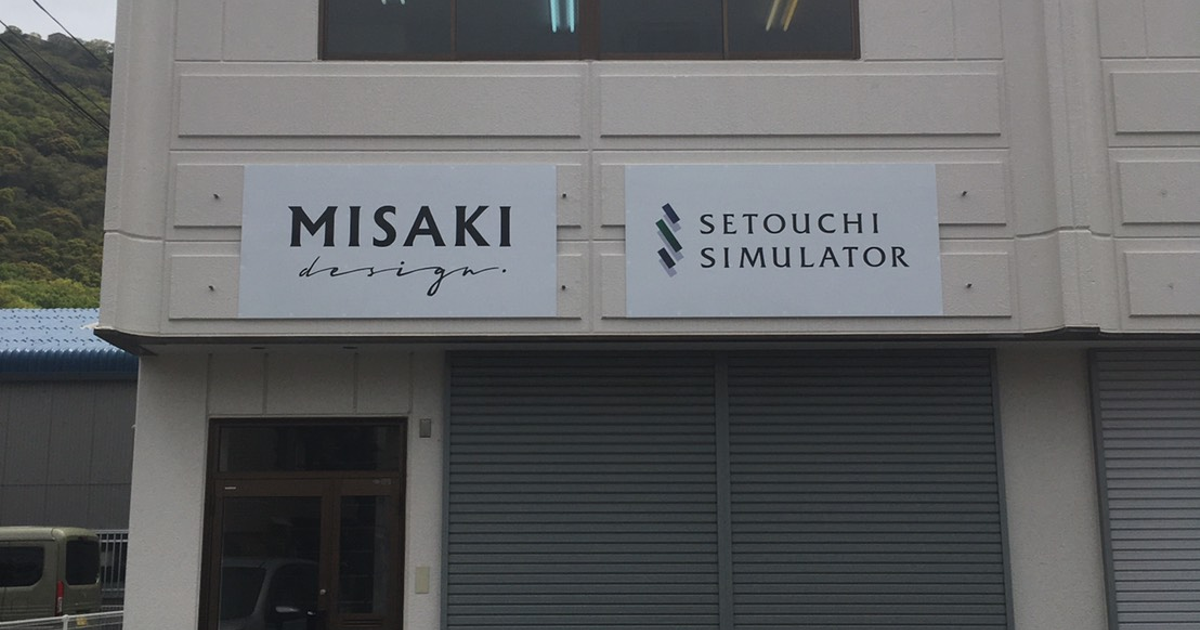 MISAKI
design.
SETOUCHI
SIMULATOR